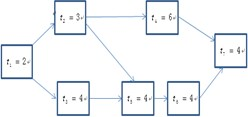 t₂ = 3
t₄ = 6
t₁ = 2
t₇ = 4
t₃ = 4
t₅ = 4
t₆ = 4